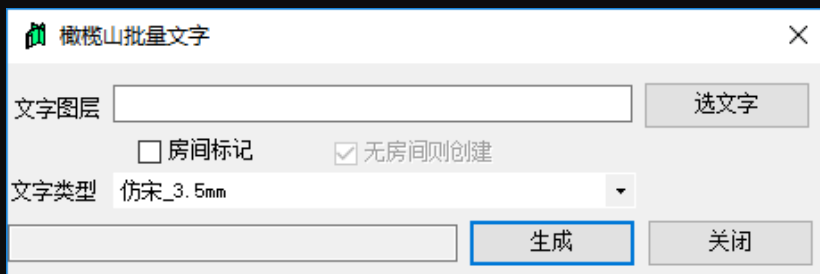 橄榄山批量文字
文字图层 选文字
房间标记 无房间则创建
文字类型 仿宋_3.5mm
生成 关闭